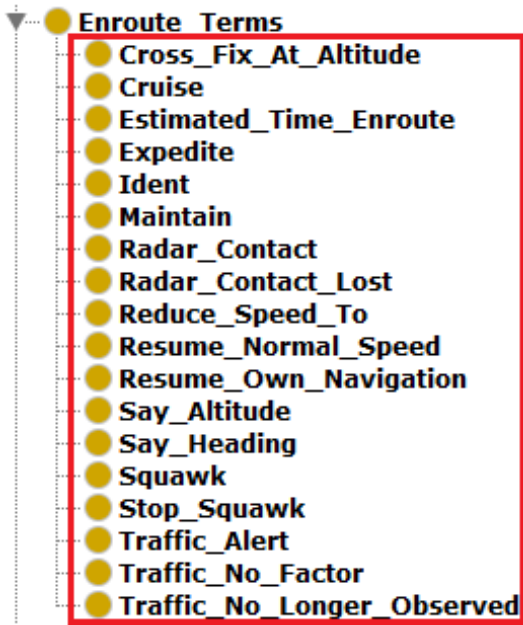 Enroute_Terms
Cross_Fix_At_Altitude
Cruise
Estimated_Time_Enroute
Expedite
Ident
Maintain
Radar_Contact
Radar_Contact_Lost
Reduce_Speed_To
Resume_Normal_Speed
Resume_Own_Navigation
Say_Altitude
Say_Heading
Squawk
Stop_Squawk
Traffic_Alert
Traffic_No_Factor
Traffic_No_Longer_Observed